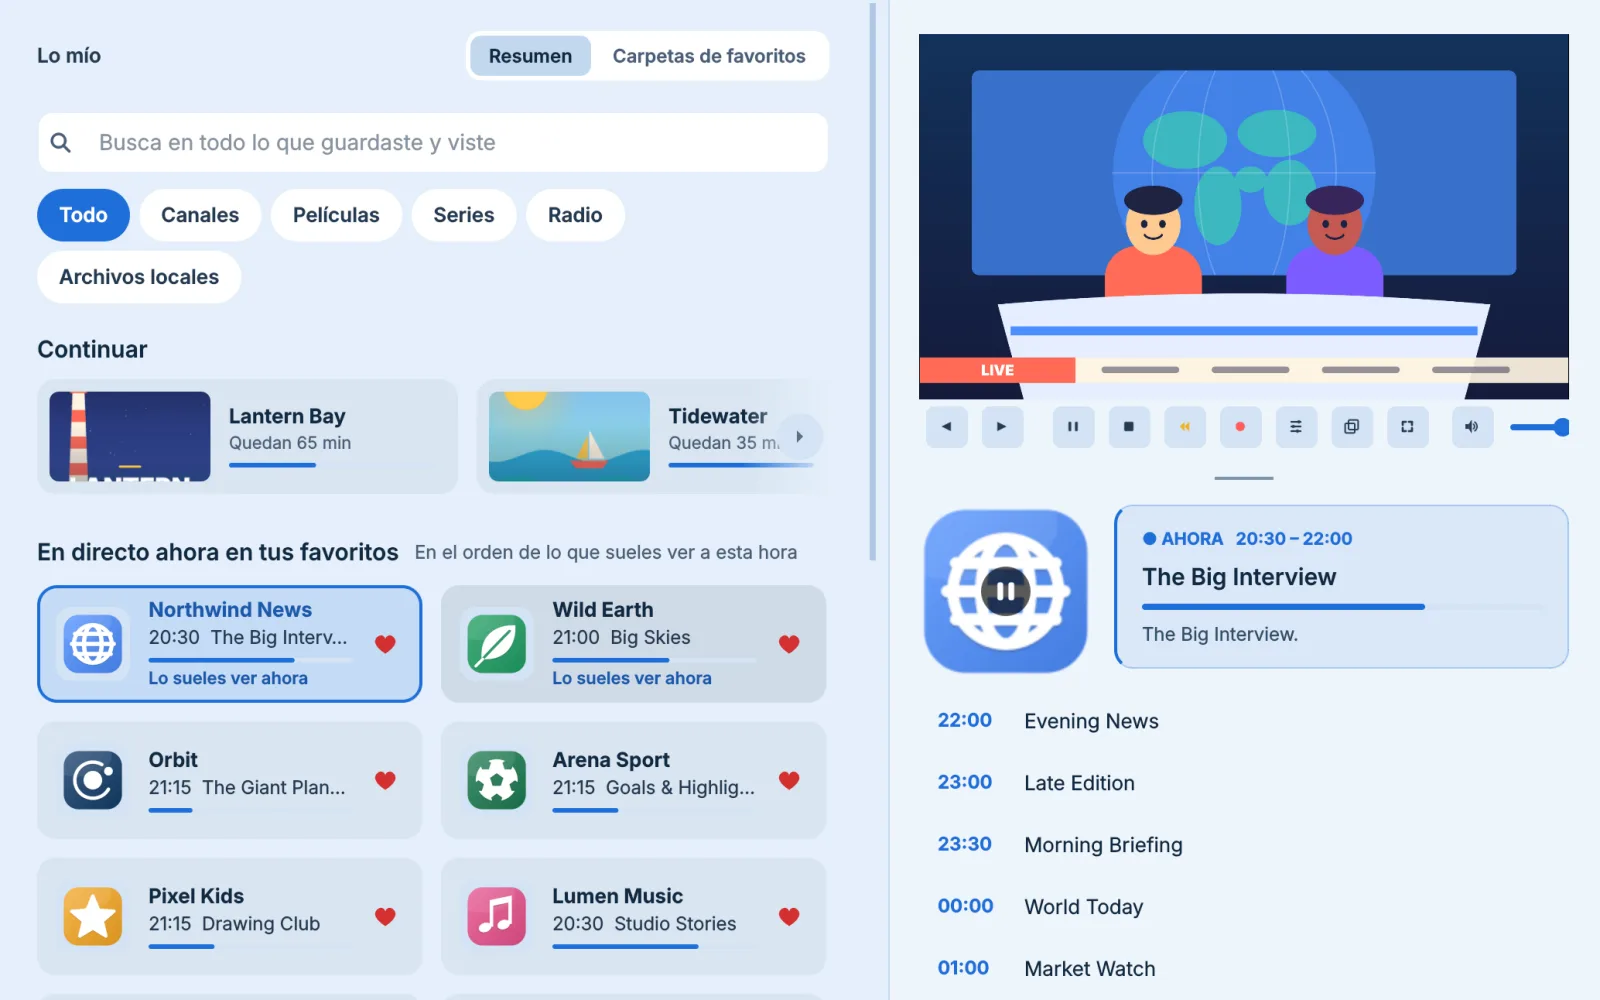 Lo mío
Resumen
Carpetas de favoritos
Busca en todo lo que guardaste y viste
Todo
Canales
Películas
Series
Radio
Archivos locales
Continuar
Lantern Bay
Quedan 65 min
Tidewater
Quedan 35 m
En directo ahora en tus favoritos
En el orden de lo que sueles ver a esta hora
Northwind News
20:30 The Big Interv...
Lo sueles ver ahora
Wild Earth
21:00 Big Skies
Lo sueles ver ahora
Orbit
21:15 The Giant Plan...
Arena Sport
21:15 Goals & Highlig...
Pixel Kids
21:15 Drawing Club
Lumen Music
20:30 Studio Stories
LIVE
AHORA 20:30 – 22:00
The Big Interview
The Big Interview.
22:00 Evening News
23:00 Late Edition
23:30 Morning Briefing
00:00 World Today
01:00 Market Watch